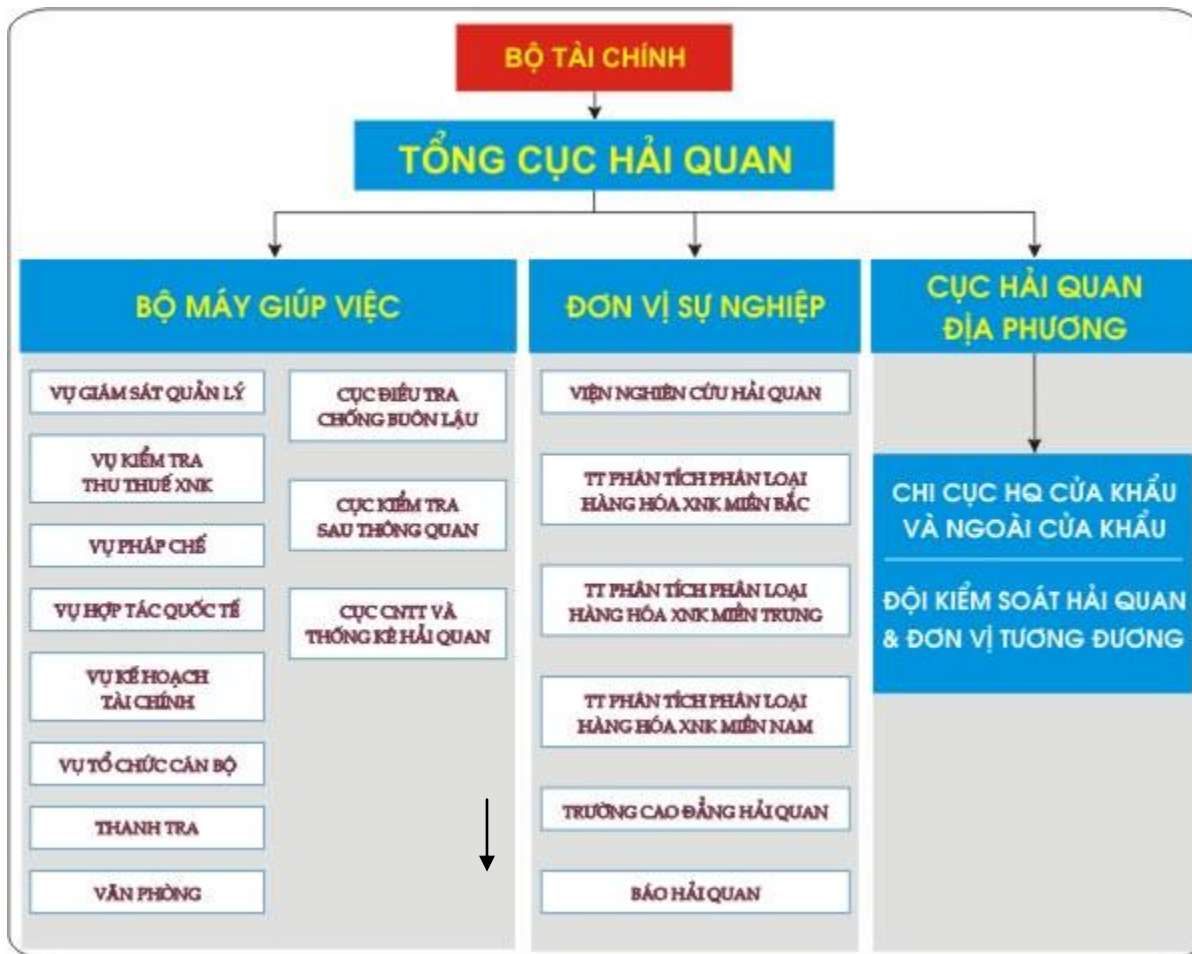 BỘ TÀI CHÍNH
TỔNG CỤC HẢI QUAN
BỘ MÁY GIÚP VIỆC
VỤ GIÁM SÁT QUẢN LÝ
VỤ KIỂM TRA
THU THUẾ XNK
VỤ PHÁP CHẾ
VỤ HỢP TÁC QUỐC TẾ
VỤ KẾ HOẠCH
TÀI CHÍNH
VỤ TỔ CHỨC CÁN BỘ
THANH TRA
VĂN PHÒNG
CỤC ĐIỀU TRA
CHỐNG BUÔN LẬU
CỤC KIỂM TRA
SAU THÔNG QUAN
CỤC CNTT VÀ
THỐNG KÊ HẢI QUAN
ĐƠN VỊ SỰ NGHIỆP
VIỆN NGHIÊN CỨU HẢI QUAN
TT PHÂN TÍCH PHÂN LOẠI
HÀNG HÓA XNK MIỀN BẮC
TT PHÂN TÍCH PHÂN LOẠI
HÀNG HÓA XNK MIỀN TRUNG
TT PHÂN TÍCH PHÂN LOẠI
HÀNG HÓA XNK MIỀN NAM
TRƯỜNG CAO ĐẲNG HẢI QUAN
BÁO HẢI QUAN
CỤC HẢI QUAN
ĐỊA PHƯƠNG
CHI CỤC HQ CỬA KHẨU
VÀ NGOÀI CỬA KHẨU
ĐỘI KIỂM SOÁT HẢI QUAN
& ĐƠN VỊ TƯƠNG ĐƯƠNG